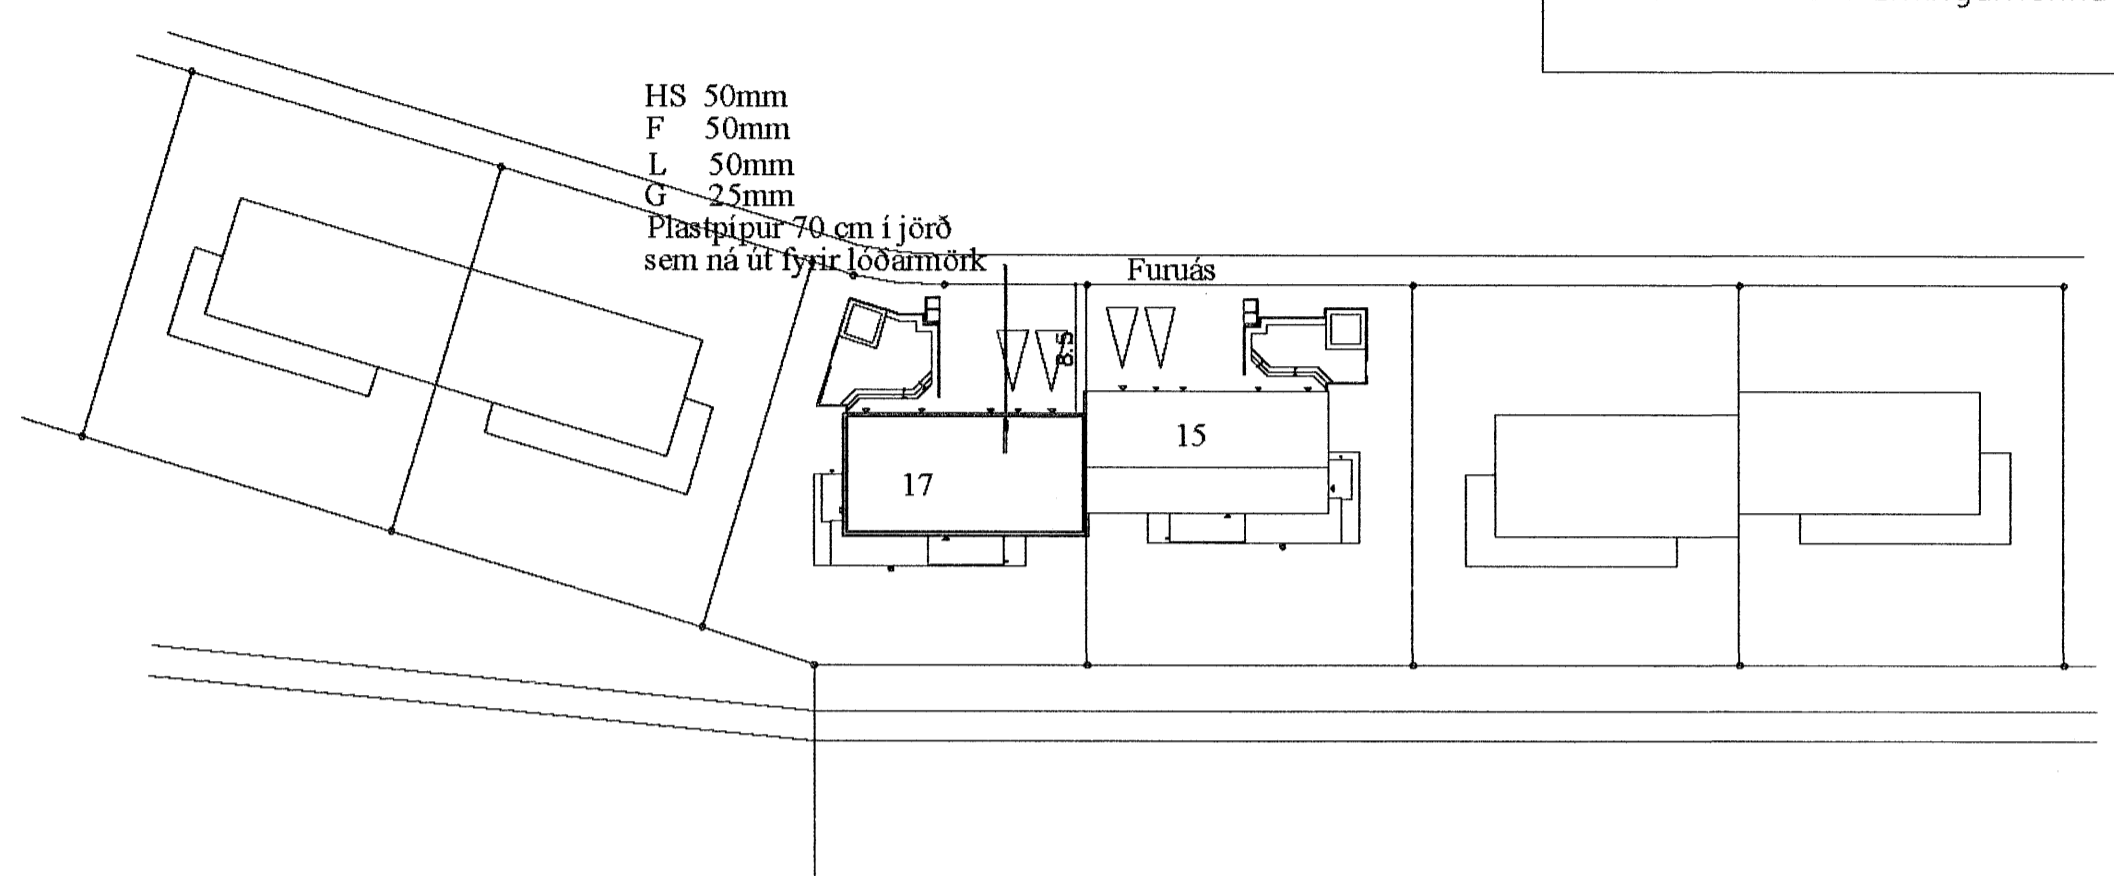 HS 50mm
F 50mm
L 50mm
G 25mm
Plastpípur 70 cm í jörð
sem ná út fyrir lóðarmörk
Furuás
8.5
15
17